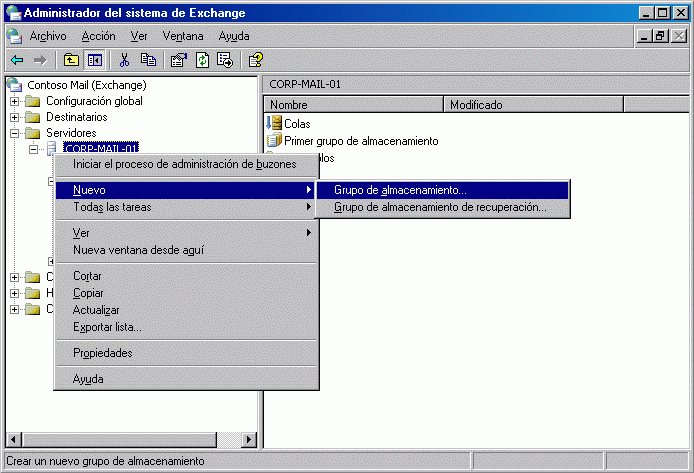 Administrador del sistema de Exchange
Archivo Acción Ver Ventana Ayuda
Contoso Mail (Exchange)
Configuración global
Destinatarios
Servidores
CORP-MAIL-01
C
H
C
CORP-MAIL-01
Nombre Modificado
Colas
Primer grupo de almacenamiento
Iniciar el proceso de administración de buzones
Nuevo
Todas las tareas
Ver
Nueva ventana desde aquí
Cortar
Copiar
Actualizar
Exportar lista...
Propiedades
Ayuda
Grupo de almacenamiento...
Grupo de almacenamiento de recuperación...
Crear un nuevo grupo de almacenamiento